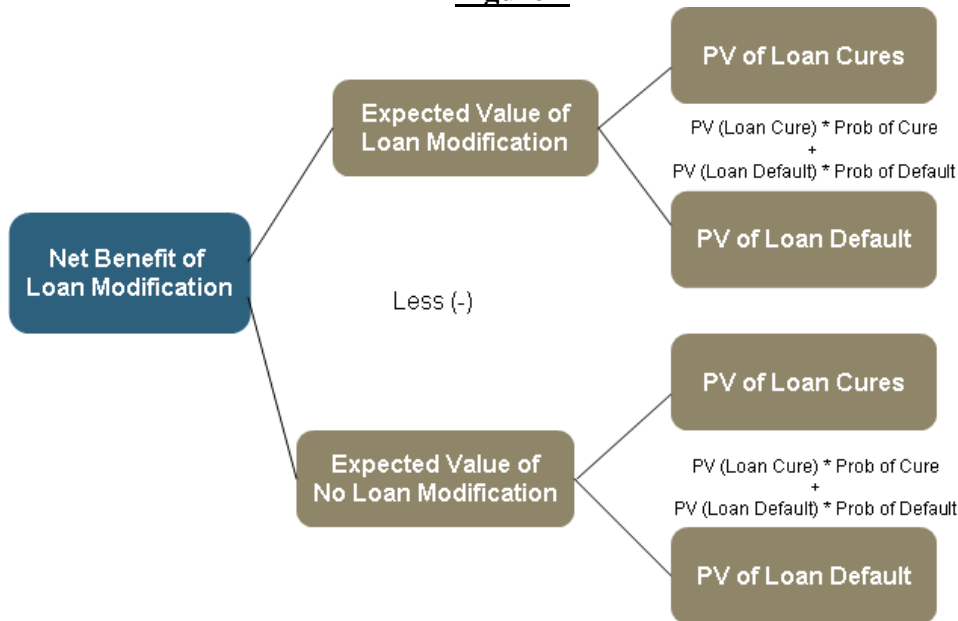 PV of Loan Cures
Expected Value of
Loan Modification
PV (Loan Cure) * Prob of Cure
+
PV (Loan Default) * Prob of Default
PV of Loan Default
Net Benefit of
Loan Modification
Less (-)
PV of Loan Cures
Expected Value of
No Loan Modification
PV (Loan Cure) * Prob of Cure
+
PV (Loan Default) * Prob of Default
PV of Loan Default